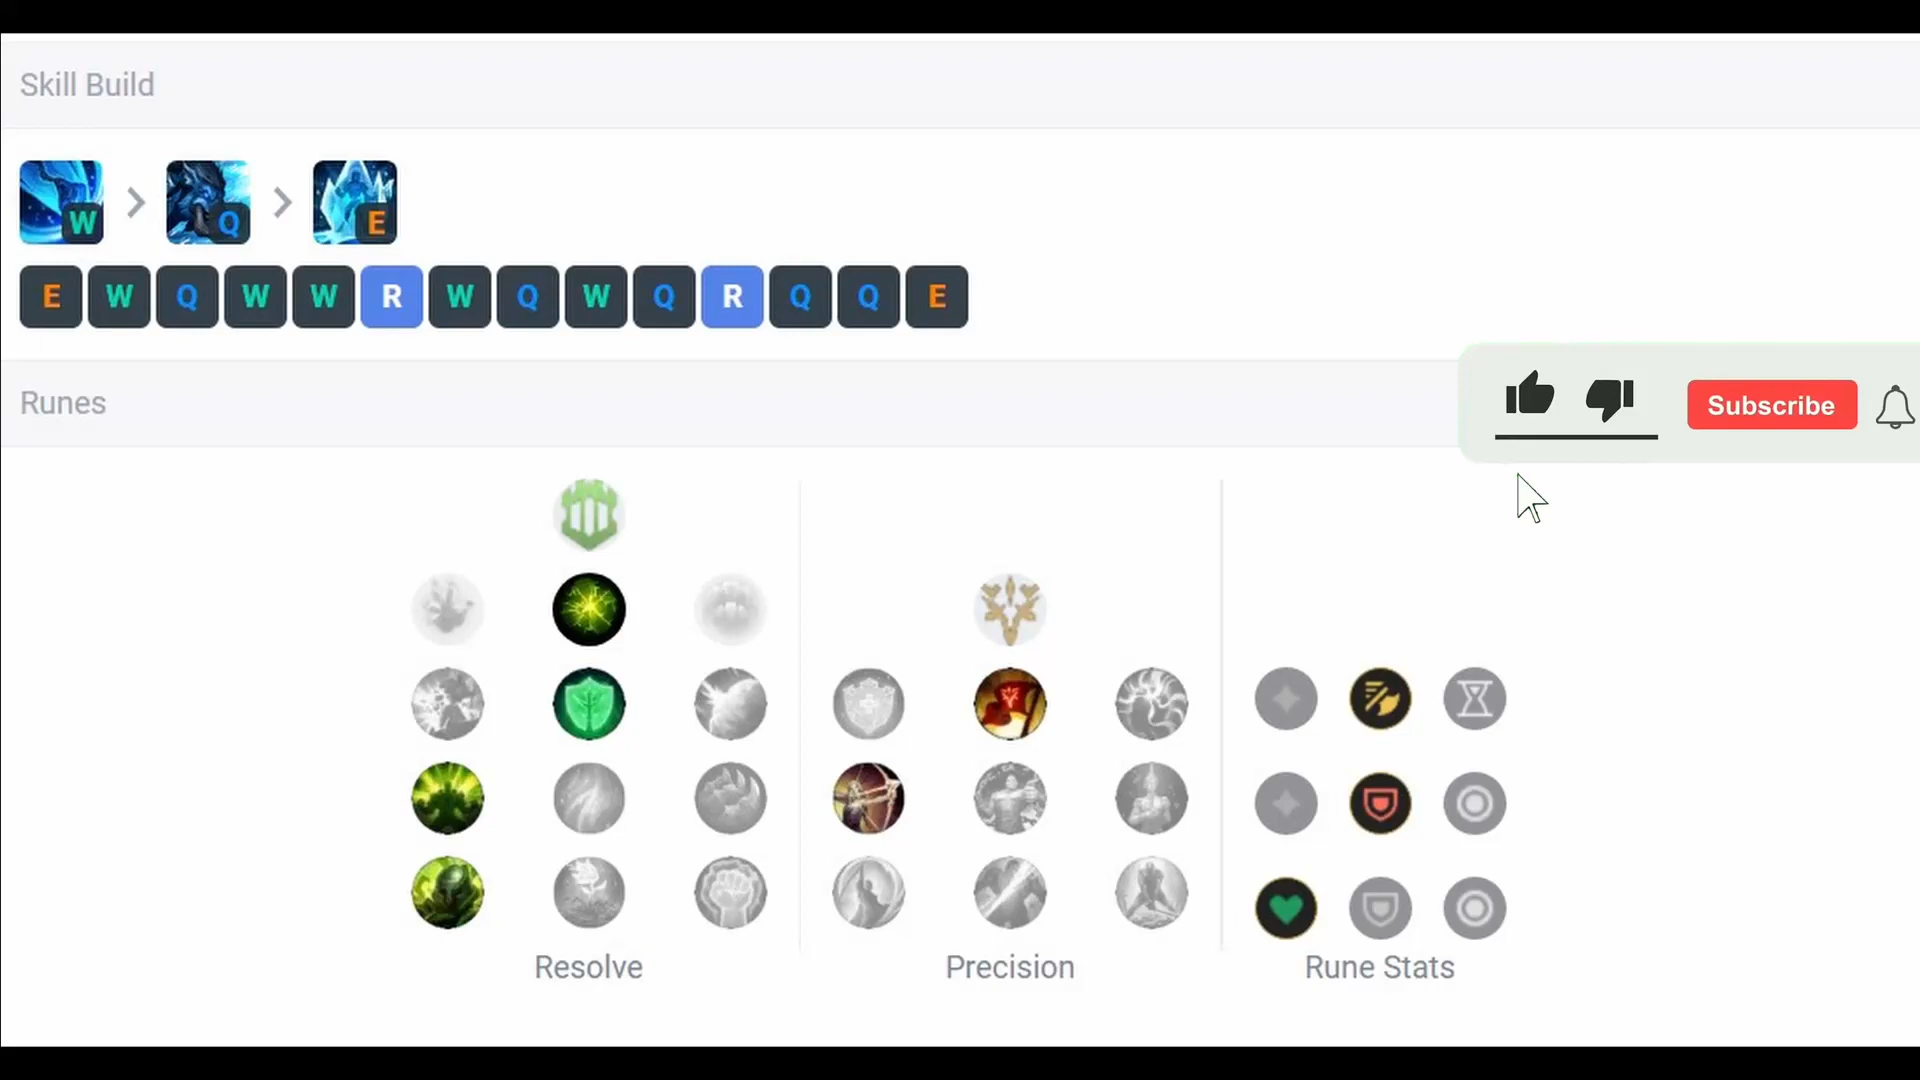 Skill Build
W Q E
E W Q W W R W Q W Q R Q Q E
Runes
Subscribe
Resolve
Precision
Rune Stats